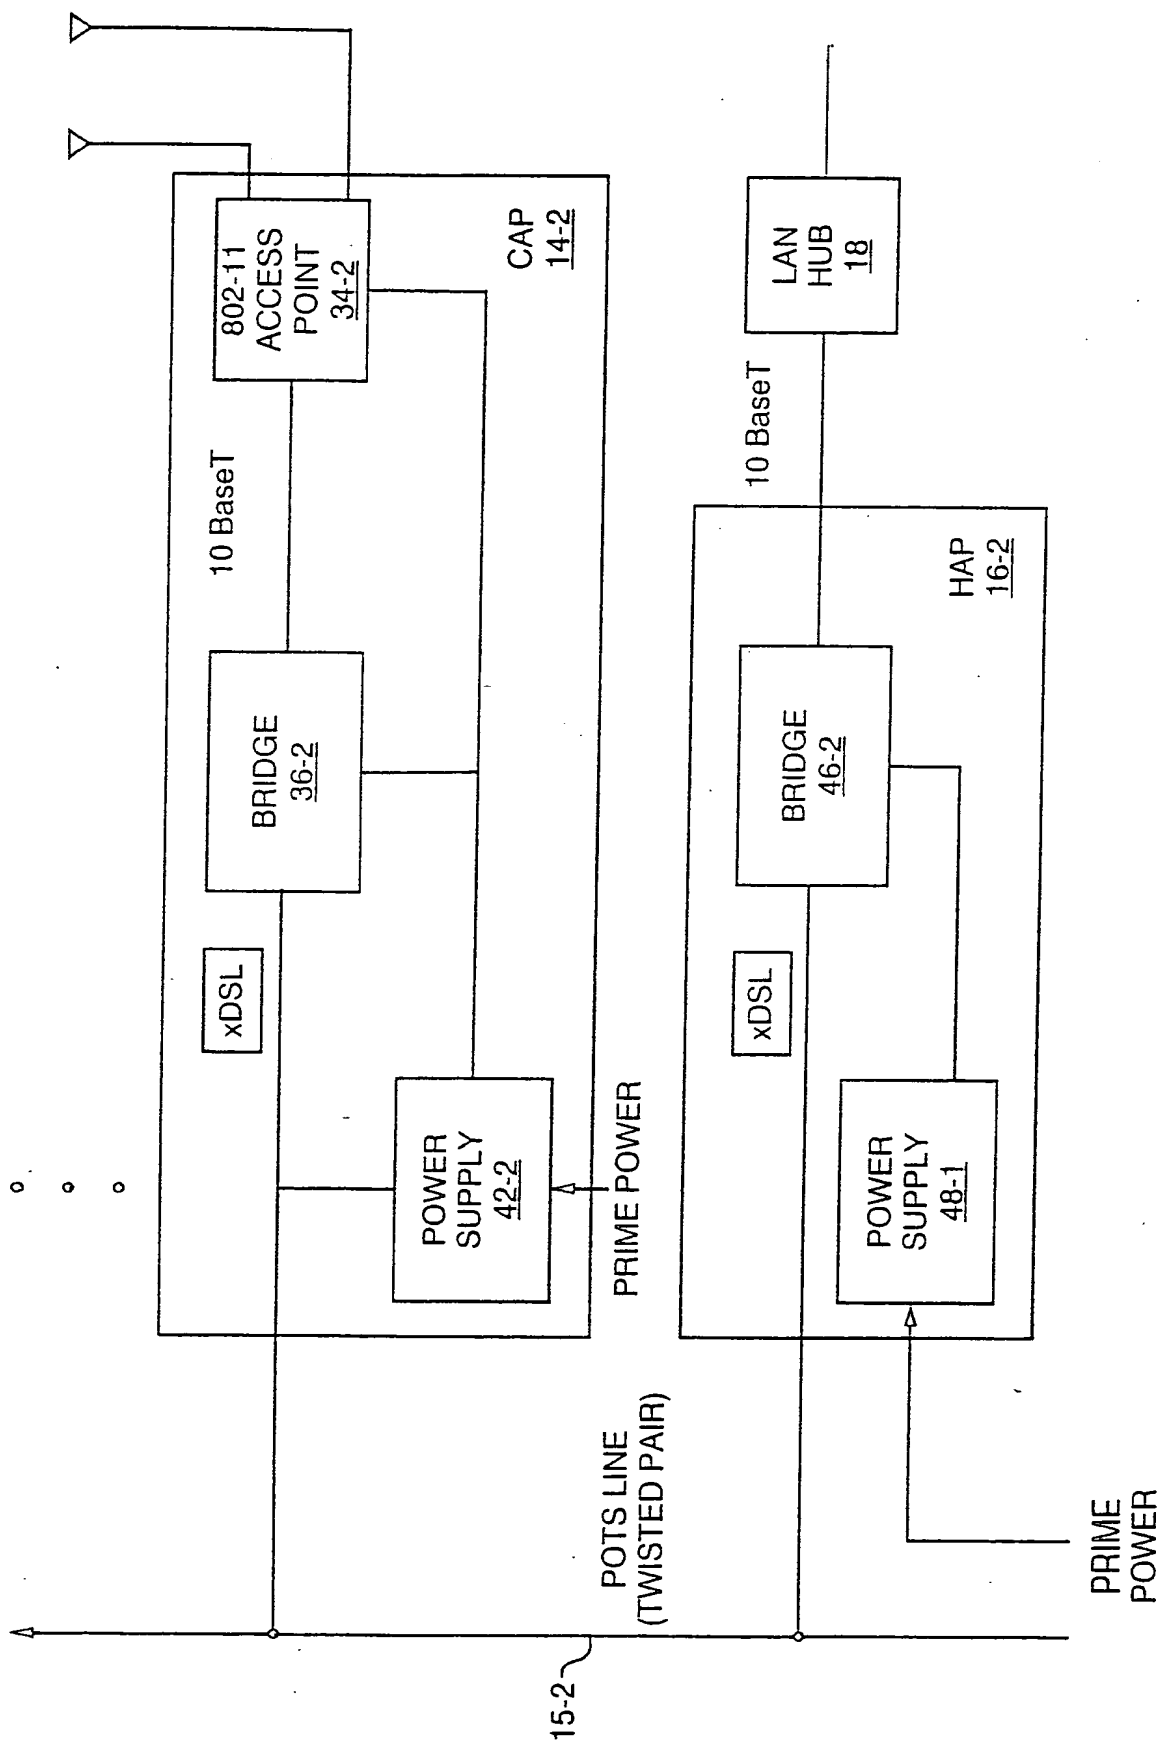 802-11
ACCESS
POINT
34-2
10 BaseT
BRIDGE
36-2
xDSL
POWER
SUPPLY
42-2
CAP
14-2
PRIME POWER
LAN
HUB
18
10 BaseT
BRIDGE
46-2
xDSL
POWER
SUPPLY
48-1
HAP
16-2
POTS LINE
(TWISTED PAIR)
15-2
PRIME
POWER